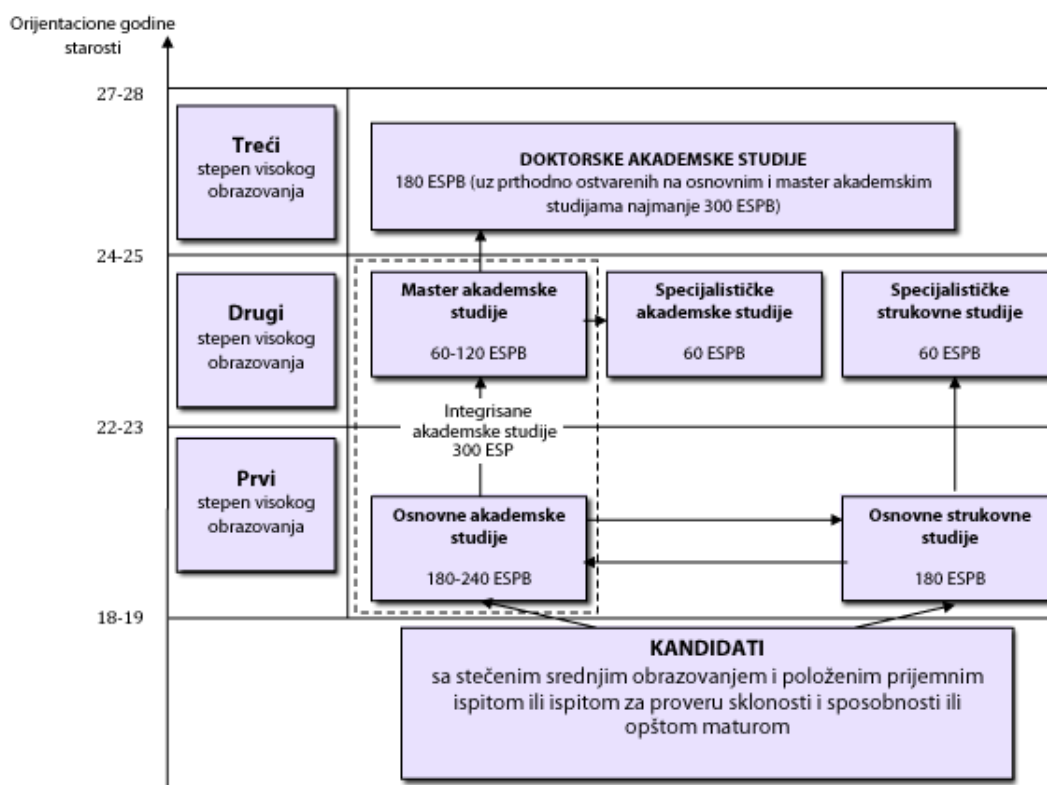 Orijentacione godine
starosti
27-28
Treći
stepen visokog
obrazovanja
DOKTORSKE AKADEMSKE STUDIJE
180 ESPB (uz prthodno ostvarenih na osnovnim i master akademskim
studijama najmanje 300 ESPB)
24-25
Drugi
stepen visokog
obrazovanja
Master akademske
studije
60-120 ESPB
Specijalističke
akademske studije
60 ESPB
Specijalističke
strukovne studije
60 ESPB
22-23
Integrisane
akademske studije
300 ESP
Prvi
stepen visokog
obrazovanja
Osnovne akademske
studije
180-240 ESPB
Osnovne strukovne
studije
180 ESPB
18-19
KANDIDATI
sa stečenim srednjim obrazovanjem i položenim prijemnim
ispitom ili ispitom za proveru sklonosti i sposobnosti ili
opštom maturom